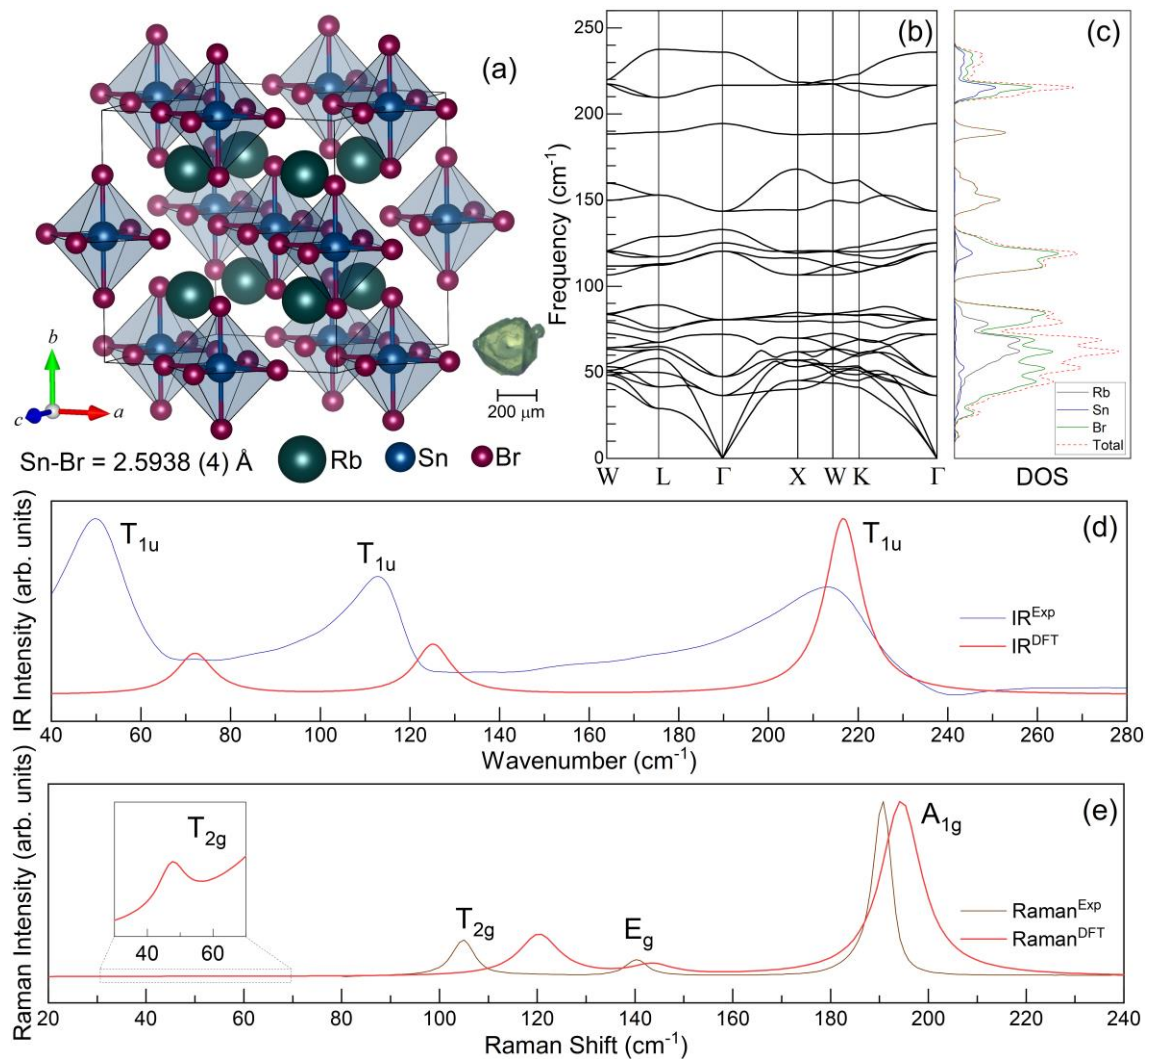 (a)
b
c
a
200 μm
Sn-Br = 2.5938 (4) Å
Rb
Sn
Br
(b)
Frequency (cm⁻¹)
250
200
150
100
50
0
W L Γ X W K Γ
(c)
Rb
Sn
Br
Total
DOS
(d)
IR Intensity (arb. units)
T₁ᵤ
T₁ᵤ
T₁ᵤ
IRᴱˣᵖ
IRᴰᶠᵀ
40 60 80 100 120 140 160 180 200 220 240 260 280
Wavenumber (cm⁻¹)
(e)
Raman Intensity (arb. units)
T₂g
40 60
T₂g
E_g
A₁g
Ramanᴱˣᵖ
Ramanᴰᶠᵀ
20 40 60 80 100 120 140 160 180 200 220 240
Raman Shift (cm⁻¹)